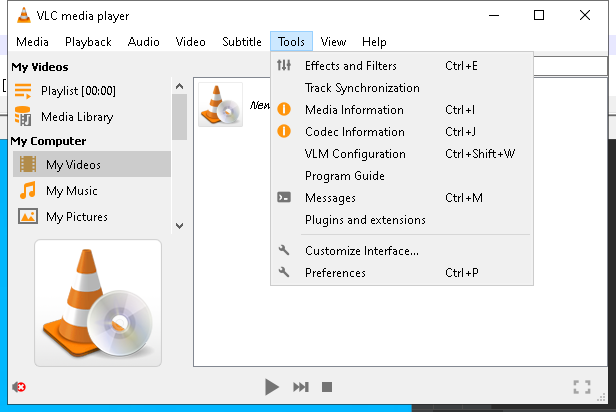 VLC media player
Media Playback Audio Video Subtitle Tools View Help
My Videos
Playlist [00:00]
Media Library
My Computer
My Videos
My Music
My Pictures
New
Effects and Filters Ctrl+E
Track Synchronization
Media Information Ctrl+I
Codec Information Ctrl+J
VLM Configuration Ctrl+Shift+W
Program Guide
Messages Ctrl+M
Plugins and extensions
Customize Interface...
Preferences Ctrl+P